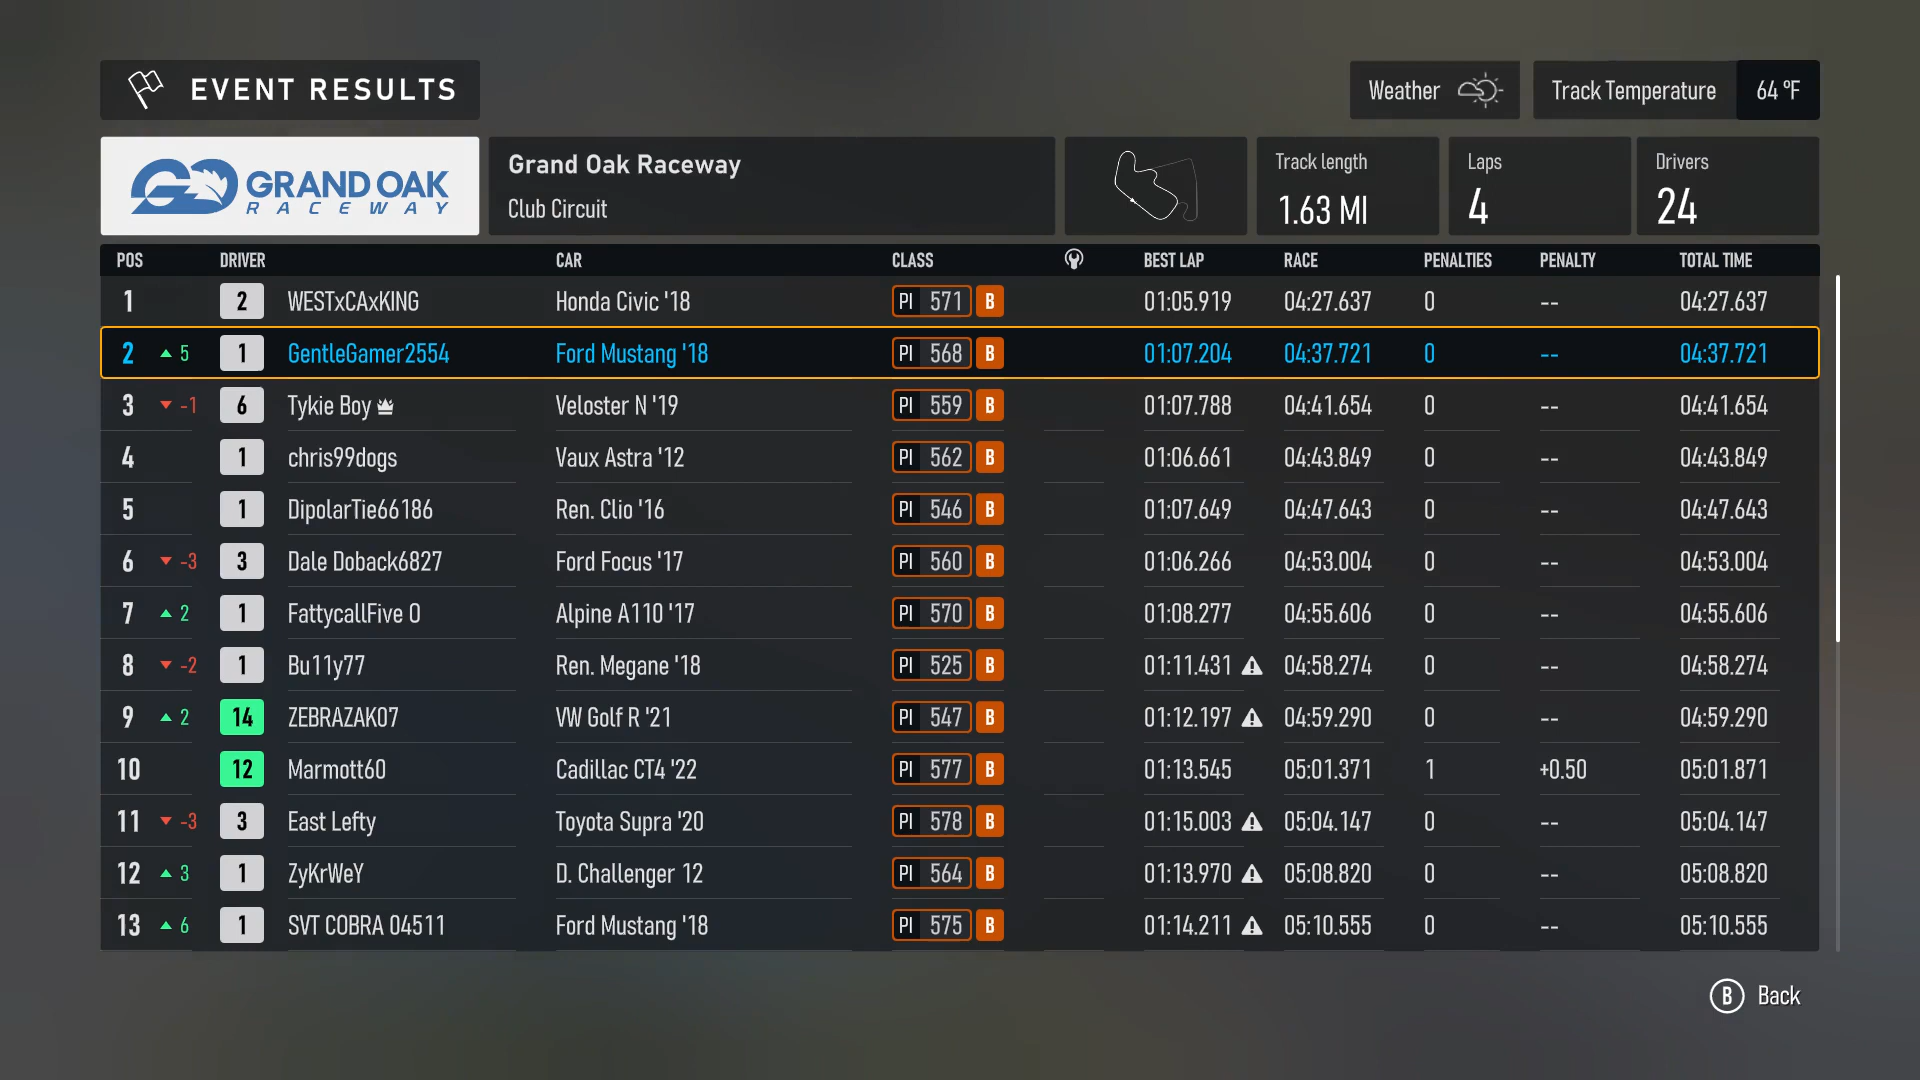 EVENT RESULTS
Weather
Track Temperature 64 °F
GRAND OAK
RACEWAY
Grand Oak Raceway
Club Circuit
Track length
1.63 MI
Laps
4
Drivers
24
POS DRIVER CAR CLASS BEST LAP RACE PENALTIES PENALTY TOTAL TIME
1 2 WESTxCAxKING Honda Civic '18 PI 571 B 01:05.919 04:27.637 0 -- 04:27.637
2 5 1 GentleGamer2554 Ford Mustang '18 PI 568 B 01:07.204 04:37.721 0 -- 04:37.721
3 -1 6 Tykie Boy Veloster N '19 PI 559 B 01:07.788 04:41.654 0 -- 04:41.654
4 1 chris99dogs Vaux Astra '12 PI 562 B 01:06.661 04:43.849 0 -- 04:43.849
5 1 DipolarTie66186 Ren. Clio '16 PI 546 B 01:07.649 04:47.643 0 -- 04:47.643
6 -3 3 Dale Doback6827 Ford Focus '17 PI 560 B 01:06.266 04:53.004 0 -- 04:53.004
7 2 1 FattycallFive O Alpine A110 '17 PI 570 B 01:08.277 04:55.606 0 -- 04:55.606
8 -2 1 Bu11y77 Ren. Megane '18 PI 525 B 01:11.431 04:58.274 0 -- 04:58.274
9 2 14 ZEBRAZAK07 VW Golf R '21 PI 547 B 01:12.197 04:59.290 0 -- 04:59.290
10 12 Marmott60 Cadillac CT4 '22 PI 577 B 01:13.545 05:01.371 1 +0.50 05:01.871
11 -3 3 East Lefty Toyota Supra '20 PI 578 B 01:15.003 05:04.147 0 -- 05:04.147
12 3 1 ZyKrWeY D. Challenger 12 PI 564 B 01:13.970 05:08.820 0 -- 05:08.820
13 6 1 SVT COBRA 04511 Ford Mustang '18 PI 575 B 01:14.211 05:10.555 0 -- 05:10.555
B Back